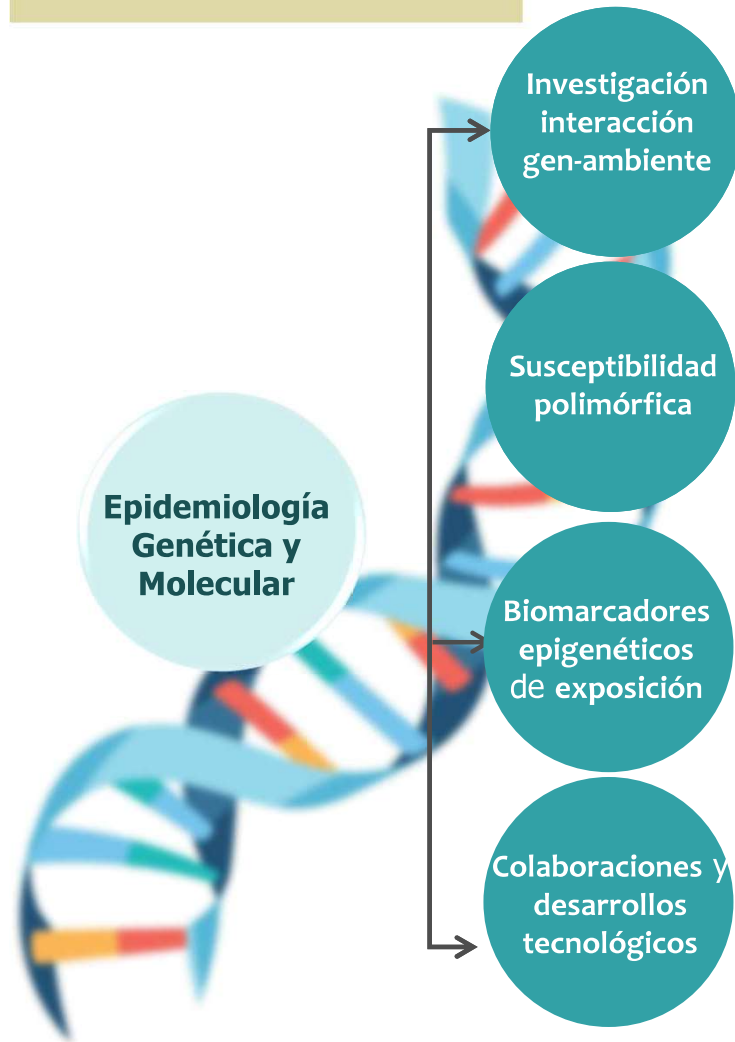 Investigación
interacción
gen-ambiente
Susceptibilidad
polimórfica
Epidemiología
Genética y
Molecular
Biomarcadores
epigenéticos
de exposición
Colaboraciones y
desarrollos
tecnológicos